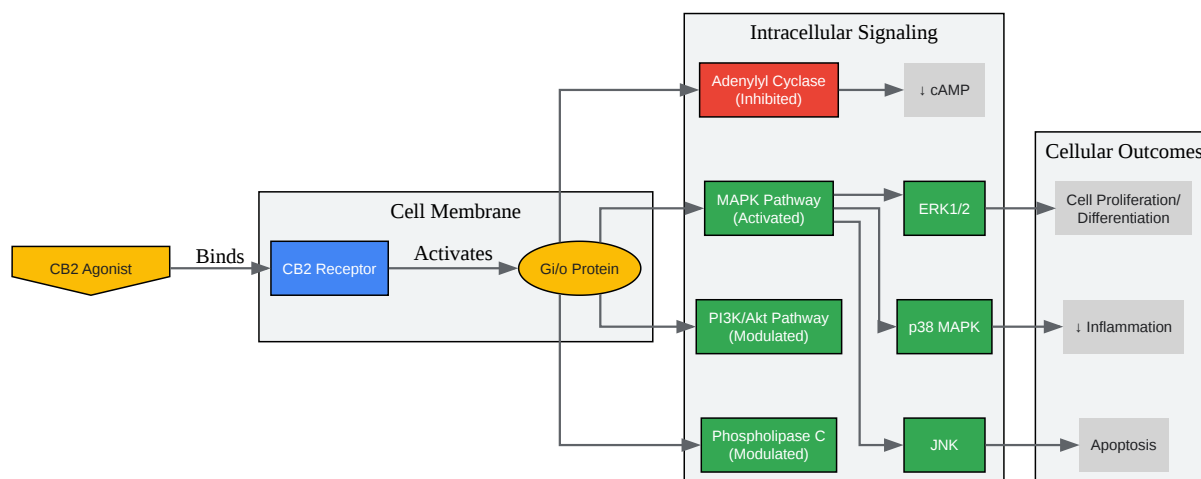 Intracellular Signaling
Adenylyl Cyclase
(Inhibited)
↓ cAMP
Cellular Outcomes
Cell Membrane
MAPK Pathway
(Activated)
ERK1/2
Cell Proliferation/
Differentiation
CB2 Agonist
Binds
CB2 Receptor
Activates
Gi/o Protein
PI3K/Akt Pathway
(Modulated)
p38 MAPK
↓ Inflammation
Phospholipase C
(Modulated)
JNK
Apoptosis